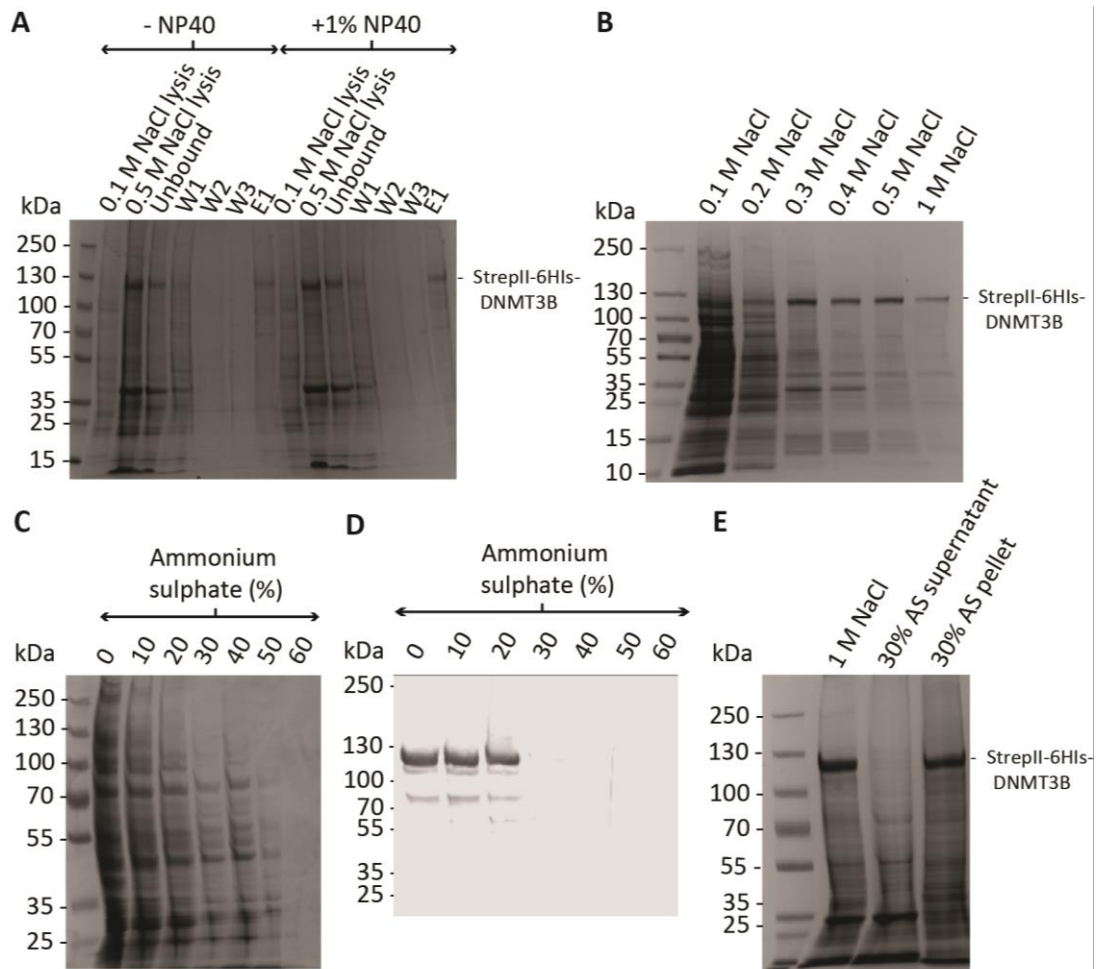 A
- NP40
+1% NP40
0.1 M NaCl lysis
0.5 M NaCl lysis
Unbound
W1
W2
W3
E1
0.1 M NaCl lysis
0.5 M NaCl lysis
Unbound
W1
W2
W3
E1
kDa
250
130
100
70
55
35
25
15
StrepII-6HIs-
DNMT3B
B
0.1 M NaCl
0.2 M NaCl
0.3 M NaCl
0.4 M NaCl
0.5 M NaCl
1 M NaCl
kDa
250
130
100
70
55
35
25
15
10
StrepII-6HIs-
DNMT3B
C
Ammonium
sulphate (%)
0 10 20 30 40 50 60
kDa
250
130
100
70
55
35
25
D
Ammonium
sulphate (%)
0 10 20 30 40 50 60
kDa
250
130
100
70
55
35
25
E
1 M NaCl
30% AS supernatant
30% AS pellet
kDa
250
130
100
70
55
35
25
StrepII-6HIs-
DNMT3B